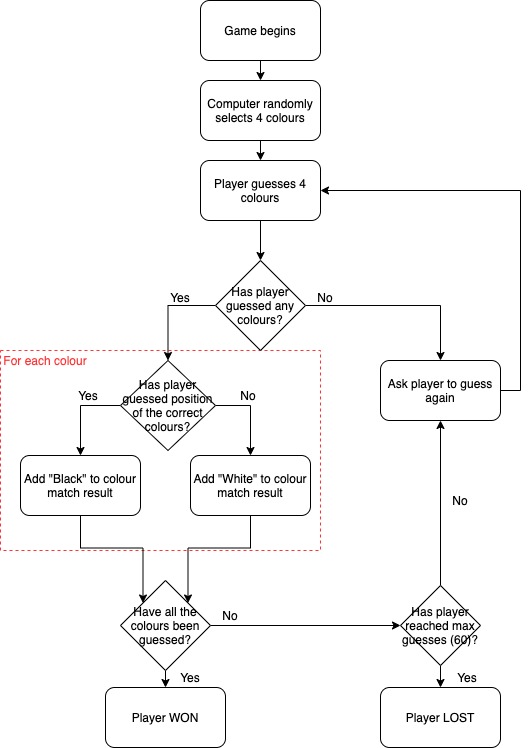 Game begins
Computer randomly
selects 4 colours
Player guesses 4
colours
Has player
guessed any
colours?
Yes
No
For each colour
Ask player to guess
again
Has player
guessed position
of the correct
colours?
Yes
No
Add "Black" to colour
match result
Add "White" to colour
match result
No
Have all the
colours been
guessed?
No
Has player
reached max
guesses (60)?
Yes
Yes
Player WON
Player LOST